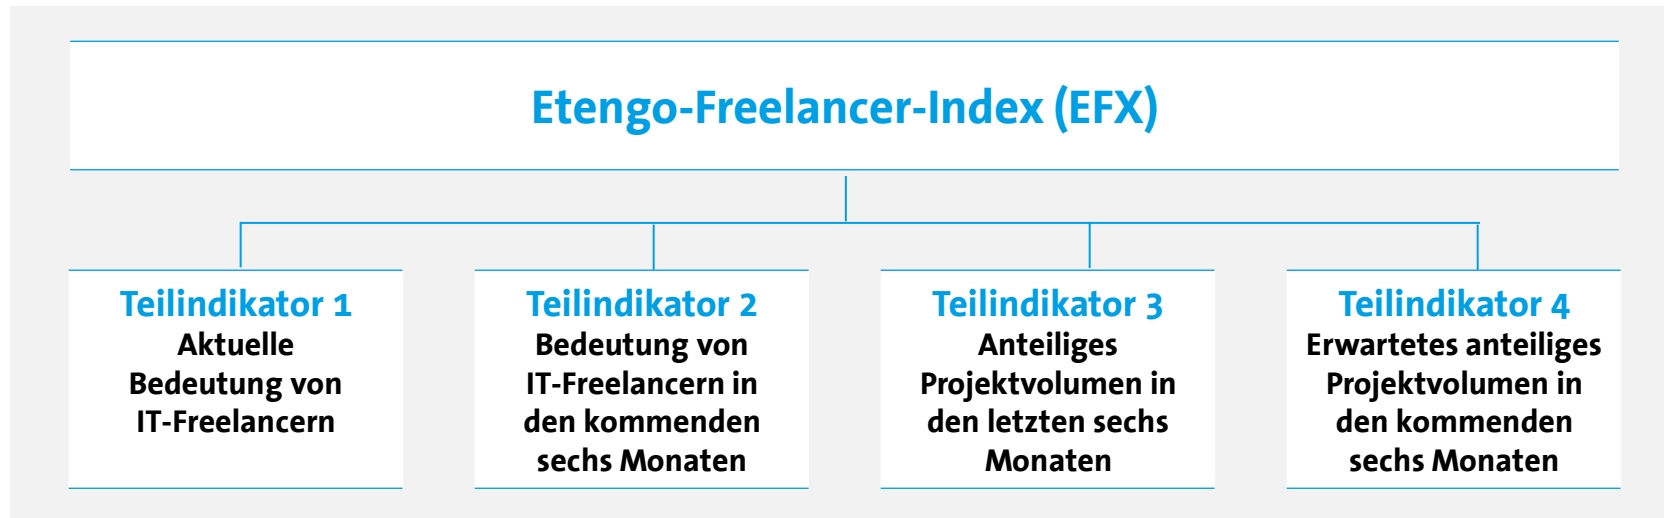 Etengo-Freelancer-Index (EFX)
Teilindikator 1
Aktuelle
Bedeutung von
IT-Freelancern
Teilindikator 2
Bedeutung von
IT-Freelancern in
den kommenden
sechs Monaten
Teilindikator 3
Anteiliges
Projektvolumen in
den letzten sechs
Monaten
Teilindikator 4
Erwartetes anteiliges
Projektvolumen in
den kommenden
sechs Monaten